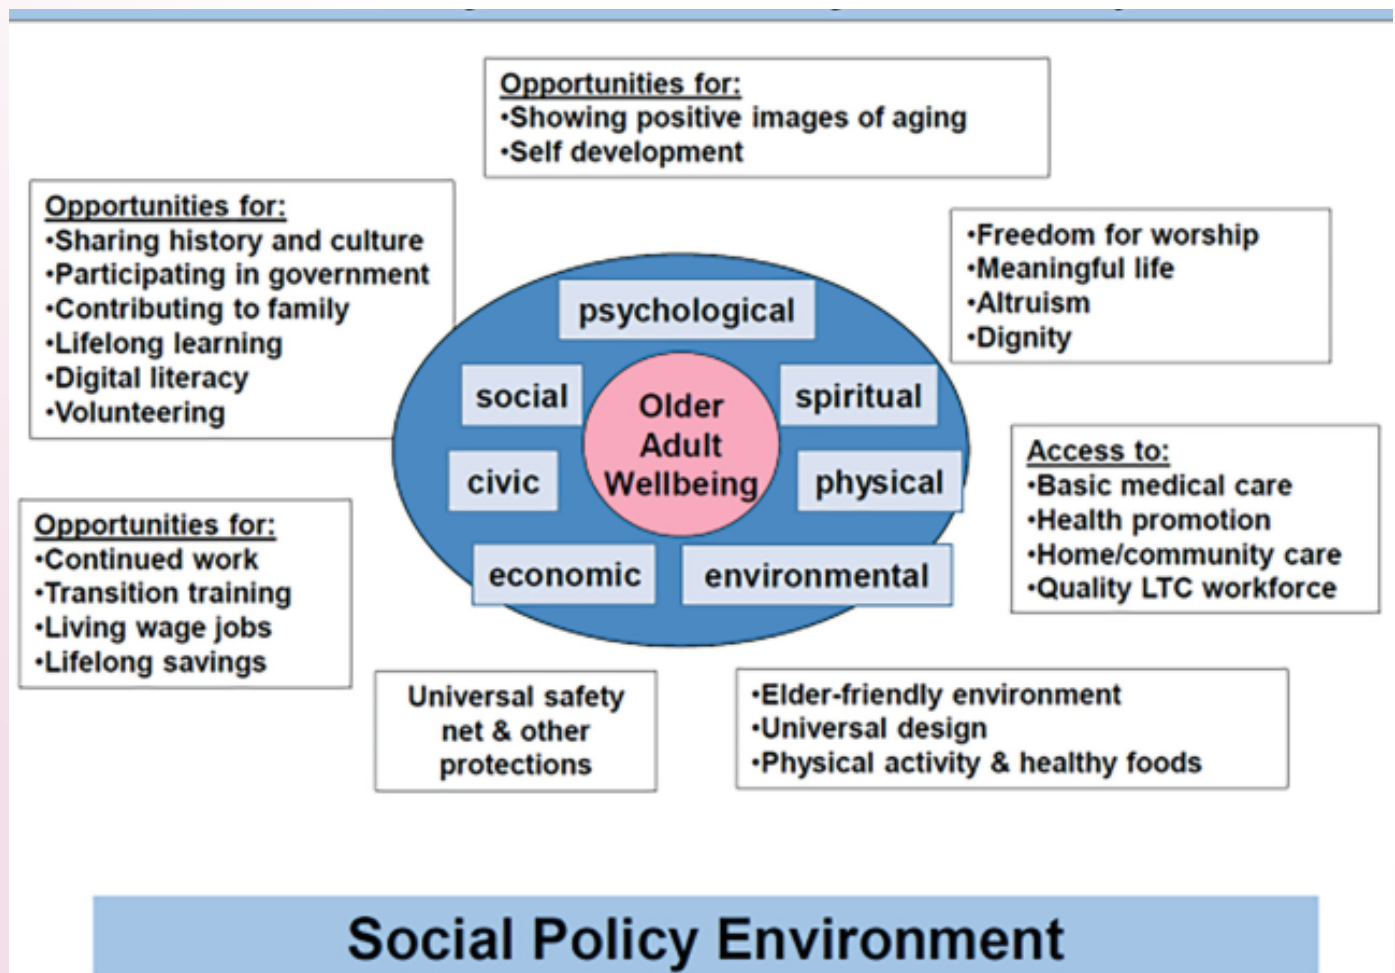 Opportunities for:
•Showing positive images of aging
•Self development
Opportunities for:
•Sharing history and culture
•Participating in government
•Contributing to family
•Lifelong learning
•Digital literacy
•Volunteering
•Freedom for worship
•Meaningful life
•Altruism
•Dignity
psychological
social
spiritual
Older
Adult
Wellbeing
civic
physical
economic
environmental
Access to:
•Basic medical care
•Health promotion
•Home/community care
•Quality LTC workforce
Opportunities for:
•Continued work
•Transition training
•Living wage jobs
•Lifelong savings
Universal safety
net & other
protections
•Elder-friendly environment
•Universal design
•Physical activity & healthy foods
Social Policy Environment